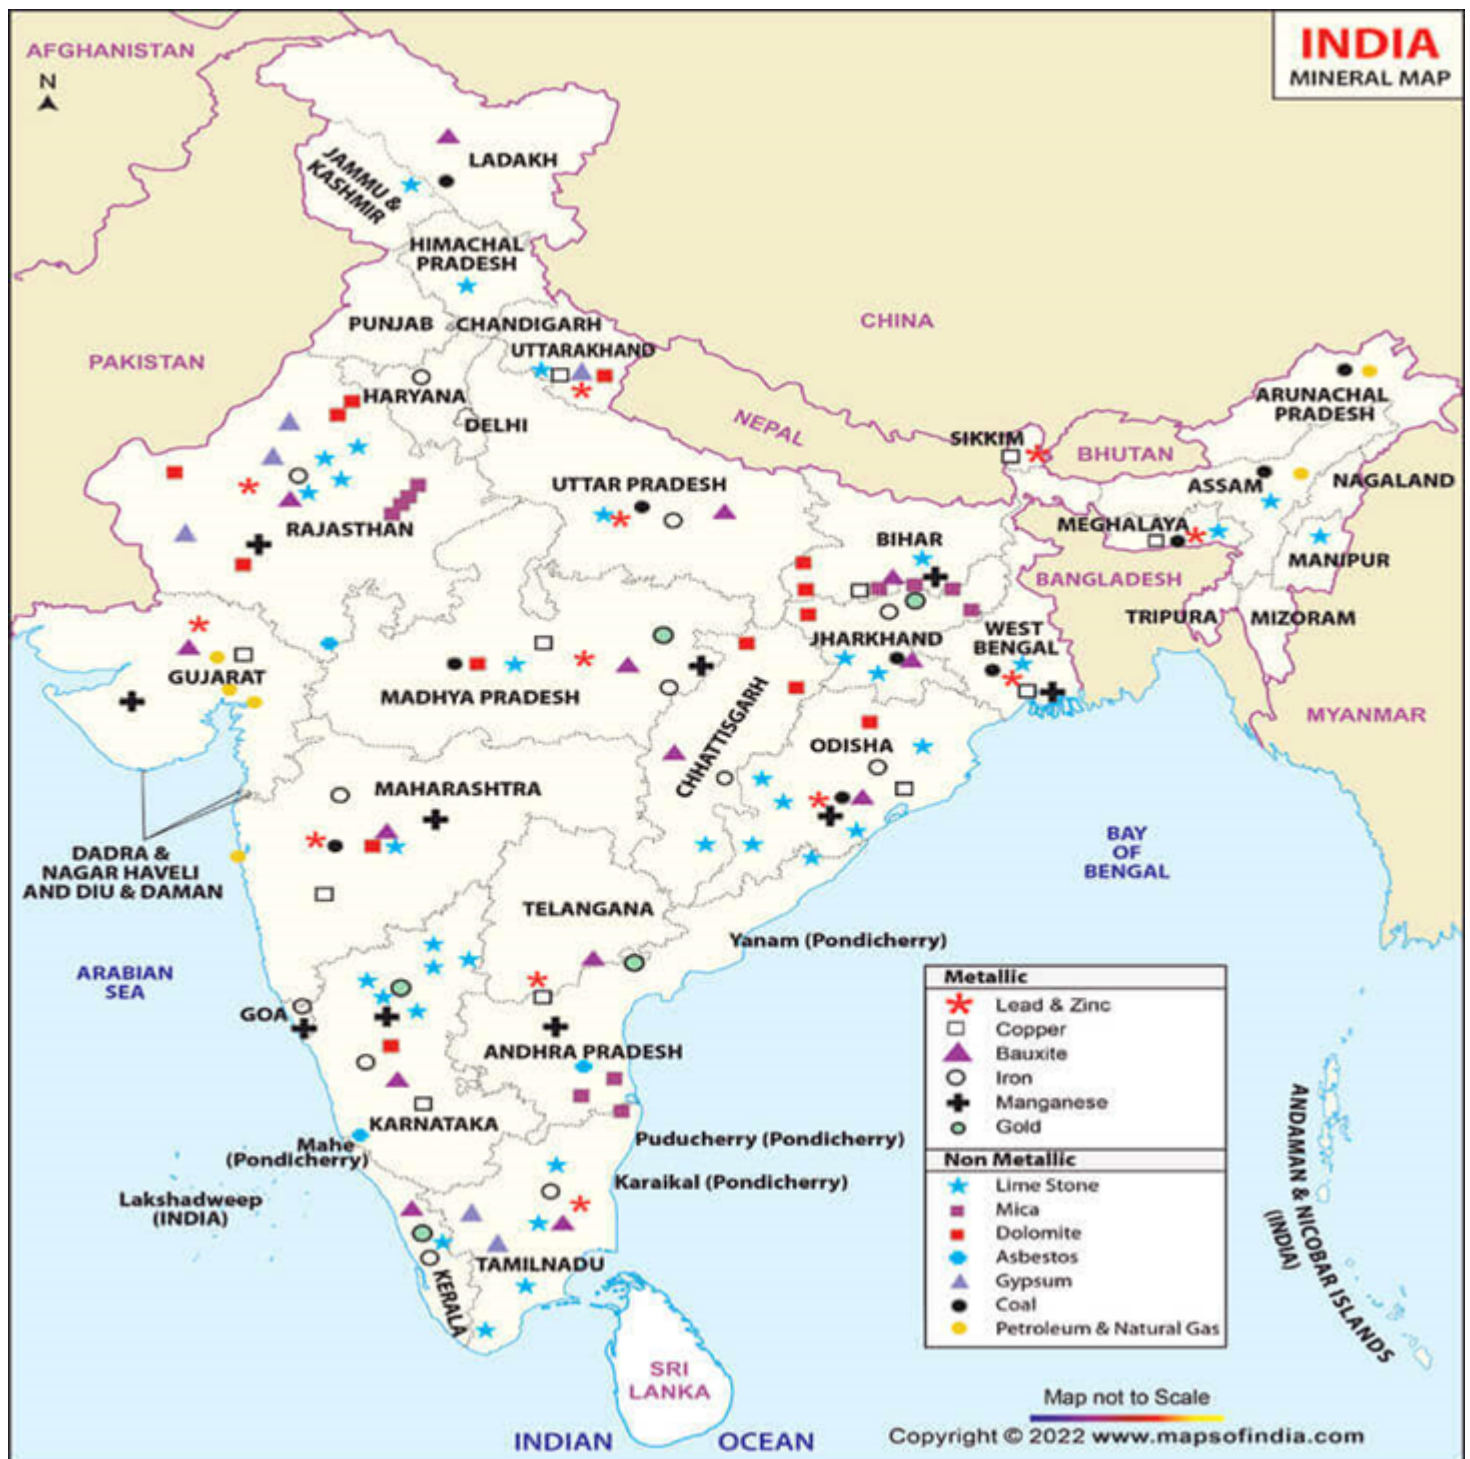 INDIA
MINERAL MAP
AFGHANISTAN
N
LADAKH
JAMMU &
KASHMIR
HIMACHAL
PRADESH
PUNJAB
CHANDIGARH
CHINA
UTTARAKHAND
PAKISTAN
HARYANA
DELHI
NEPAL
ARUNACHAL
PRADESH
SIKKIM
BHUTAN
UTTAR PRADESH
ASSAM
NAGALAND
RAJASTHAN
MEGHALAYA
BIHAR
MANIPUR
BANGLADESH
TRIPURA
MIZORAM
JHARKHAND
WEST
BENGAL
GUJARAT
MADHYA PRADESH
CHHATTISGARH
MYANMAR
ODISHA
MAHARASHTRA
DADRA &
NAGAR HAVELI
AND DIU & DAMAN
BAY
OF
BENGAL
TELANGANA
Yanam (Pondicherry)
ARABIAN
SEA
GOA
ANDHRA PRADESH
KARNATAKA
Mahe
(Pondicherry)
Puducherry (Pondicherry)
Karaikal (Pondicherry)
Lakshadweep
(INDIA)
TAMILNADU
KERALA
SRI
LANKA
INDIAN OCEAN
ANDAMAN & NICOBAR ISLANDS
(INDIA)
Metallic
Lead & Zinc
Copper
Bauxite
Iron
Manganese
Gold
Non Metallic
Lime Stone
Mica
Dolomite
Asbestos
Gypsum
Coal
Petroleum & Natural Gas
Map not to Scale
Copyright © 2022 www.mapsofindia.com